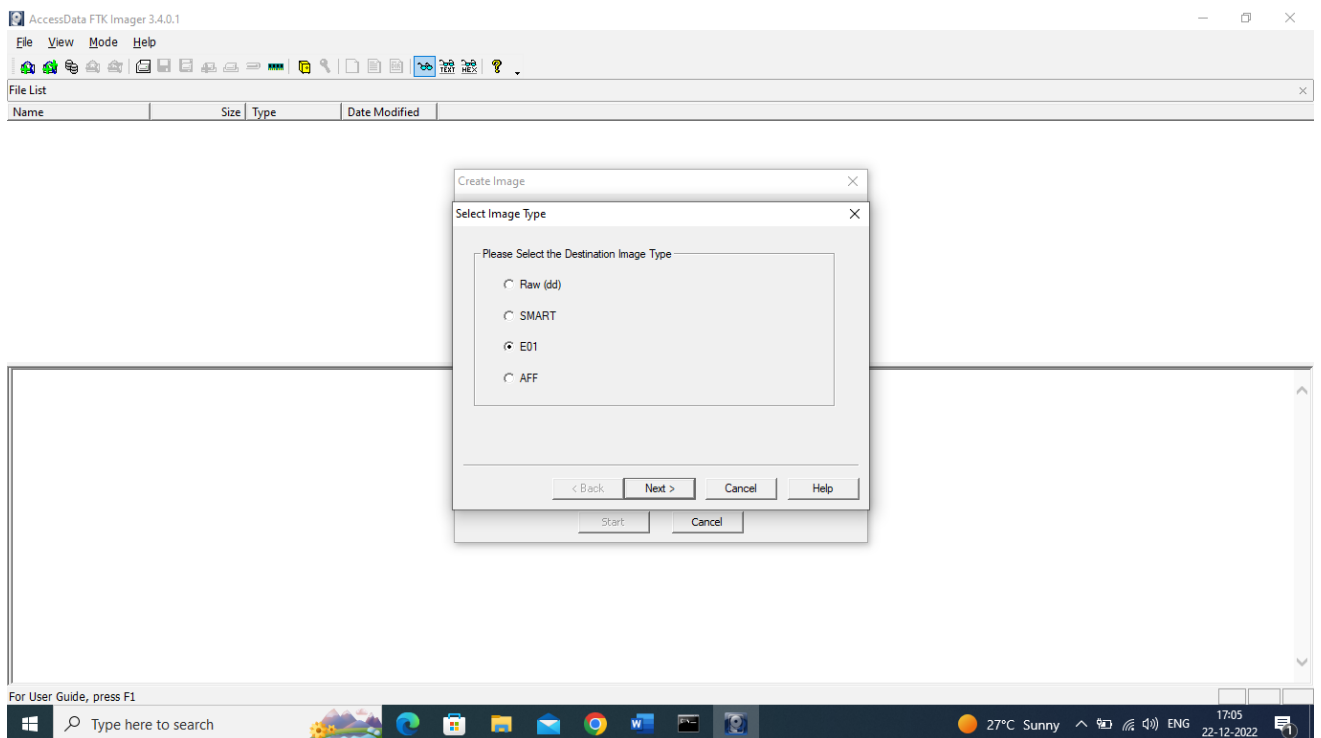 AccessData FTK Imager 3.4.0.1
File View Mode Help
TEXT HEX
File List
Name Size Type Date Modified
Create Image
Select Image Type
Please Select the Destination Image Type
Raw (dd)
SMART
E01
AFF
< Back Next > Cancel Help
Start Cancel
For User Guide, press F1
Type here to search W 27°C Sunny ENG 17:05
22-12-2022 1